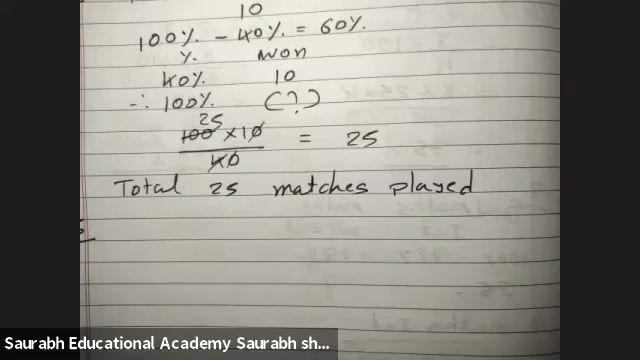 10
100%. - 40%. = 60%.
%. won
40%. 10
∴ 100%. (?)
25
100 × 10 / 40 = 25
Total 25 matches played
Saurabh Educational Academy Saurabh sh...